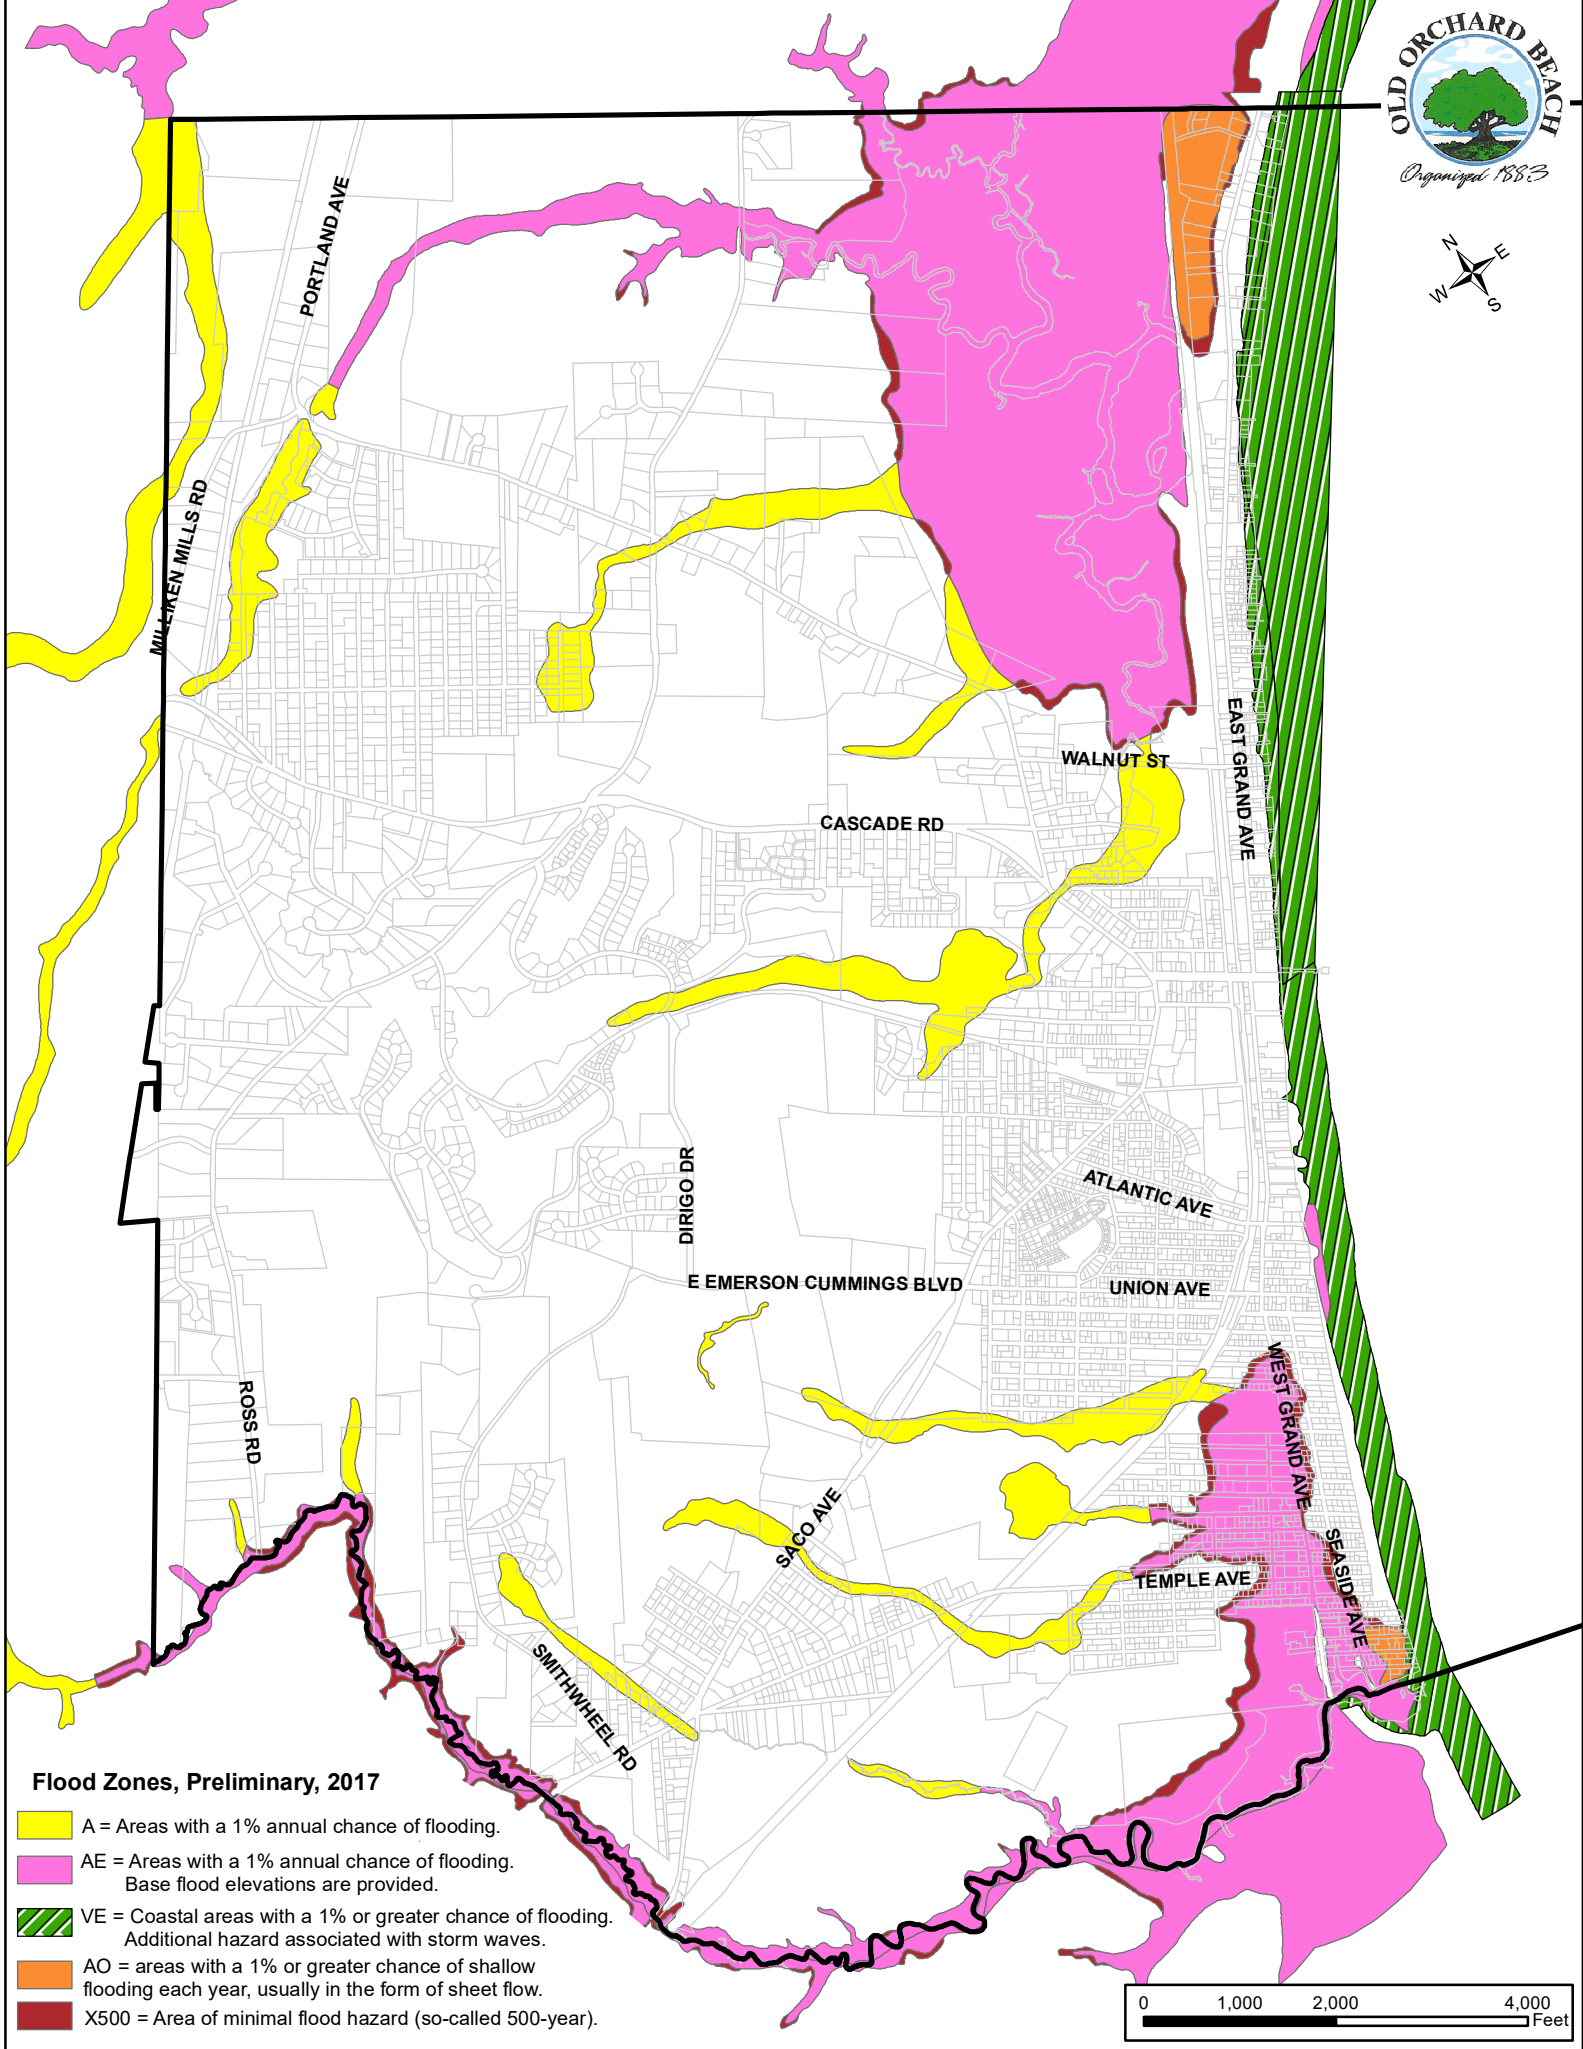 OLD ORCHARD BEACH
Organized 1883
N
E
W
S
PORTLAND AVE
MILLIKEN MILLS RD
EAST GRAND AVE
WALNUT ST
CASCADE RD
DIRIGO DR
ATLANTIC AVE
E EMERSON CUMMINGS BLVD
UNION AVE
WEST GRAND AVE
ROSS RD
SACO AVE
SEASIDE AVE
TEMPLE AVE
SMITHWHEEL RD
Flood Zones, Preliminary, 2017
A = Areas with a 1% annual chance of flooding.
AE = Areas with a 1% annual chance of flooding.
Base flood elevations are provided.
VE = Coastal areas with a 1% or greater chance of flooding.
Additional hazard associated with storm waves.
AO = areas with a 1% or greater chance of shallow
flooding each year, usually in the form of sheet flow.
X500 = Area of minimal flood hazard (so-called 500-year).
0 1,000 2,000 4,000
Feet